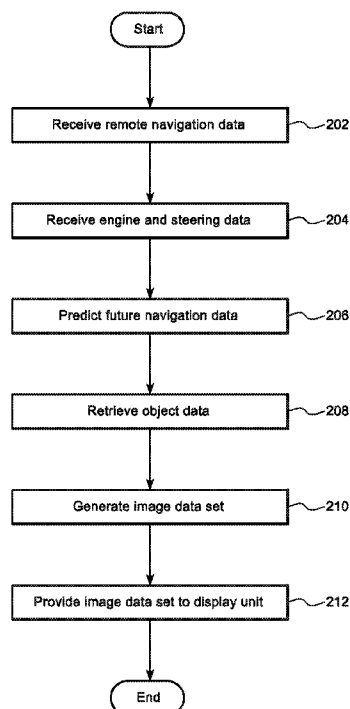 Start
Receive remote navigation data
202
Receive engine and steering data
204
Predict future navigation data
206
Retrieve object data
208
Generate image data set
210
Provide image data set to display unit
212
End